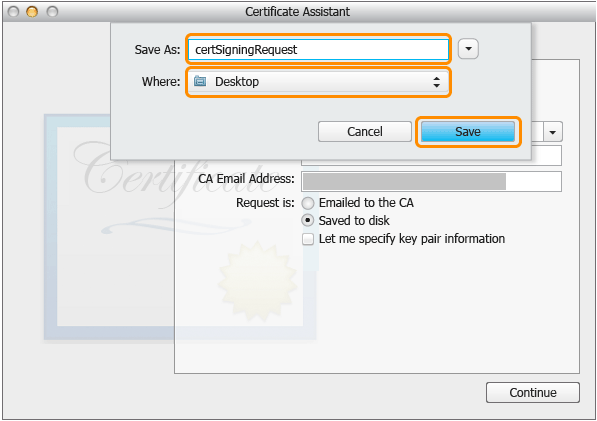 Certificate Assistant
Save As: certSigningRequest
Where: Desktop
Cancel Save
Certificate
CA Email Address:
Request is: Emailed to the CA
Saved to disk
Let me specify key pair information
Continue